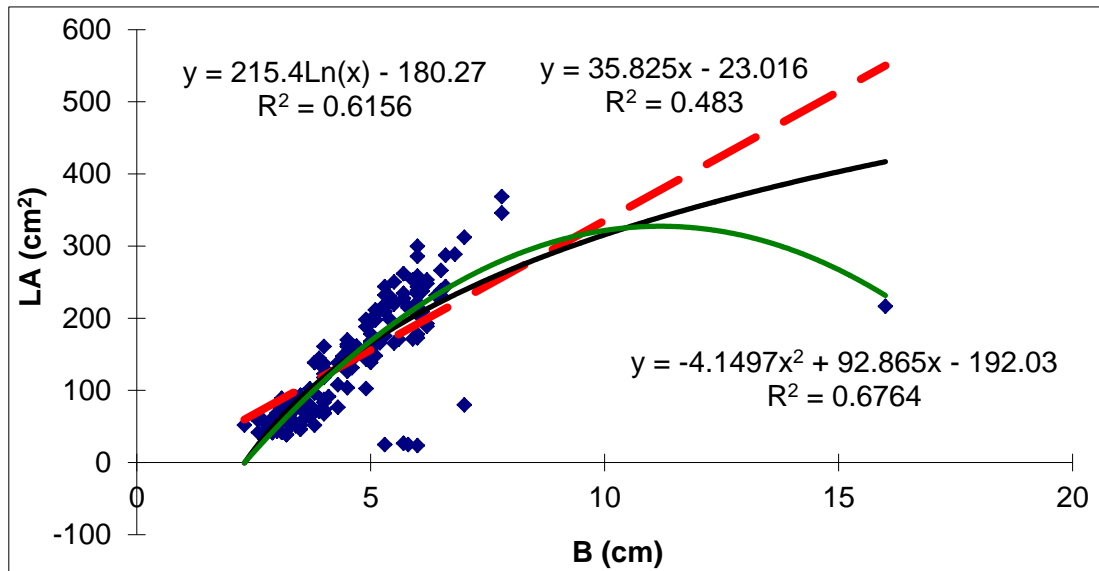 600
500
400
300
200
100
0
-100
LA (cm²)
y = 215.4Ln(x) - 180.27
R² = 0.6156
y = 35.825x - 23.016
R² = 0.483
y = -4.1497x² + 92.865x - 192.03
R² = 0.6764
0
5
10
15
20
B (cm)